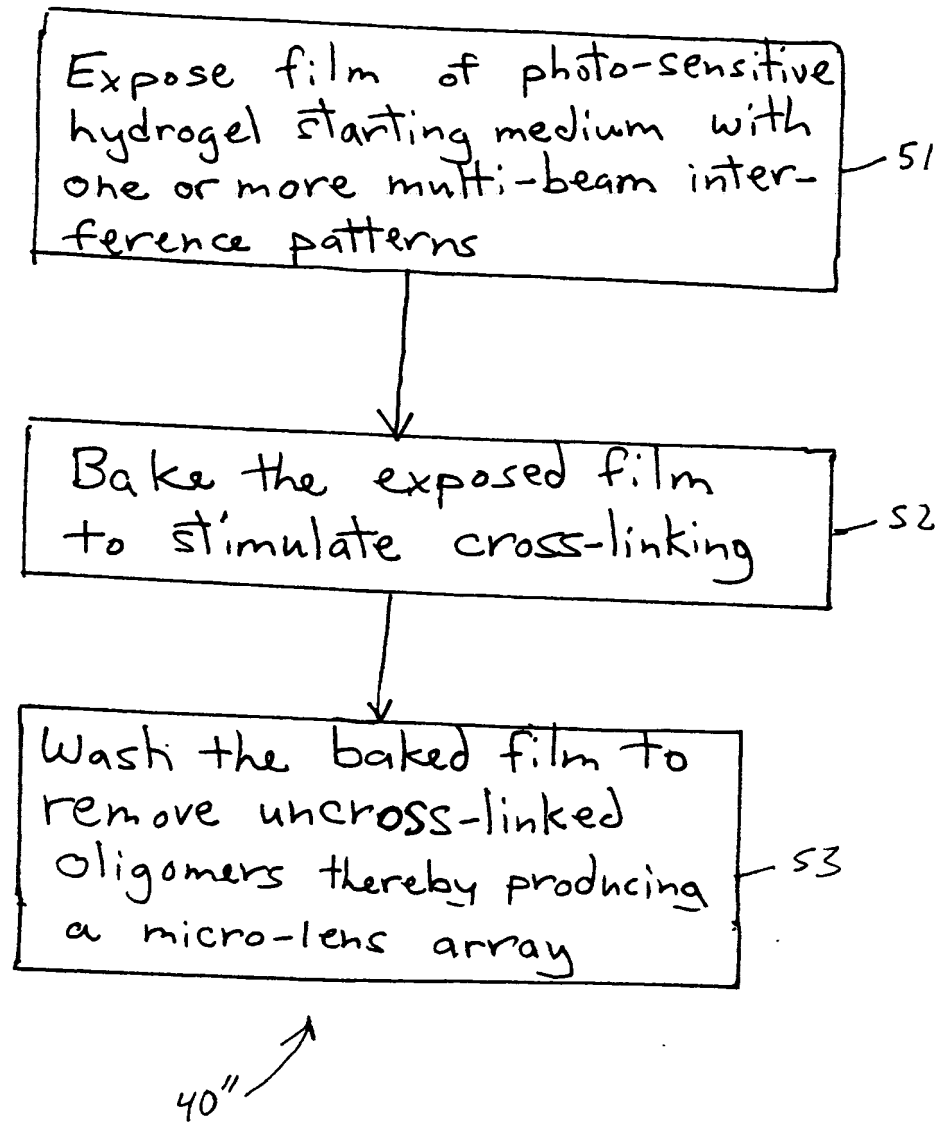 Expose film of photo-sensitive
hydrogel starting medium with
one or more multi-beam inter-
ference patterns
51
Bake the exposed film
to stimulate cross-linking
52
Wash the baked film to
remove uncross-linked
oligomers thereby producing
a micro-lens array
53
40"